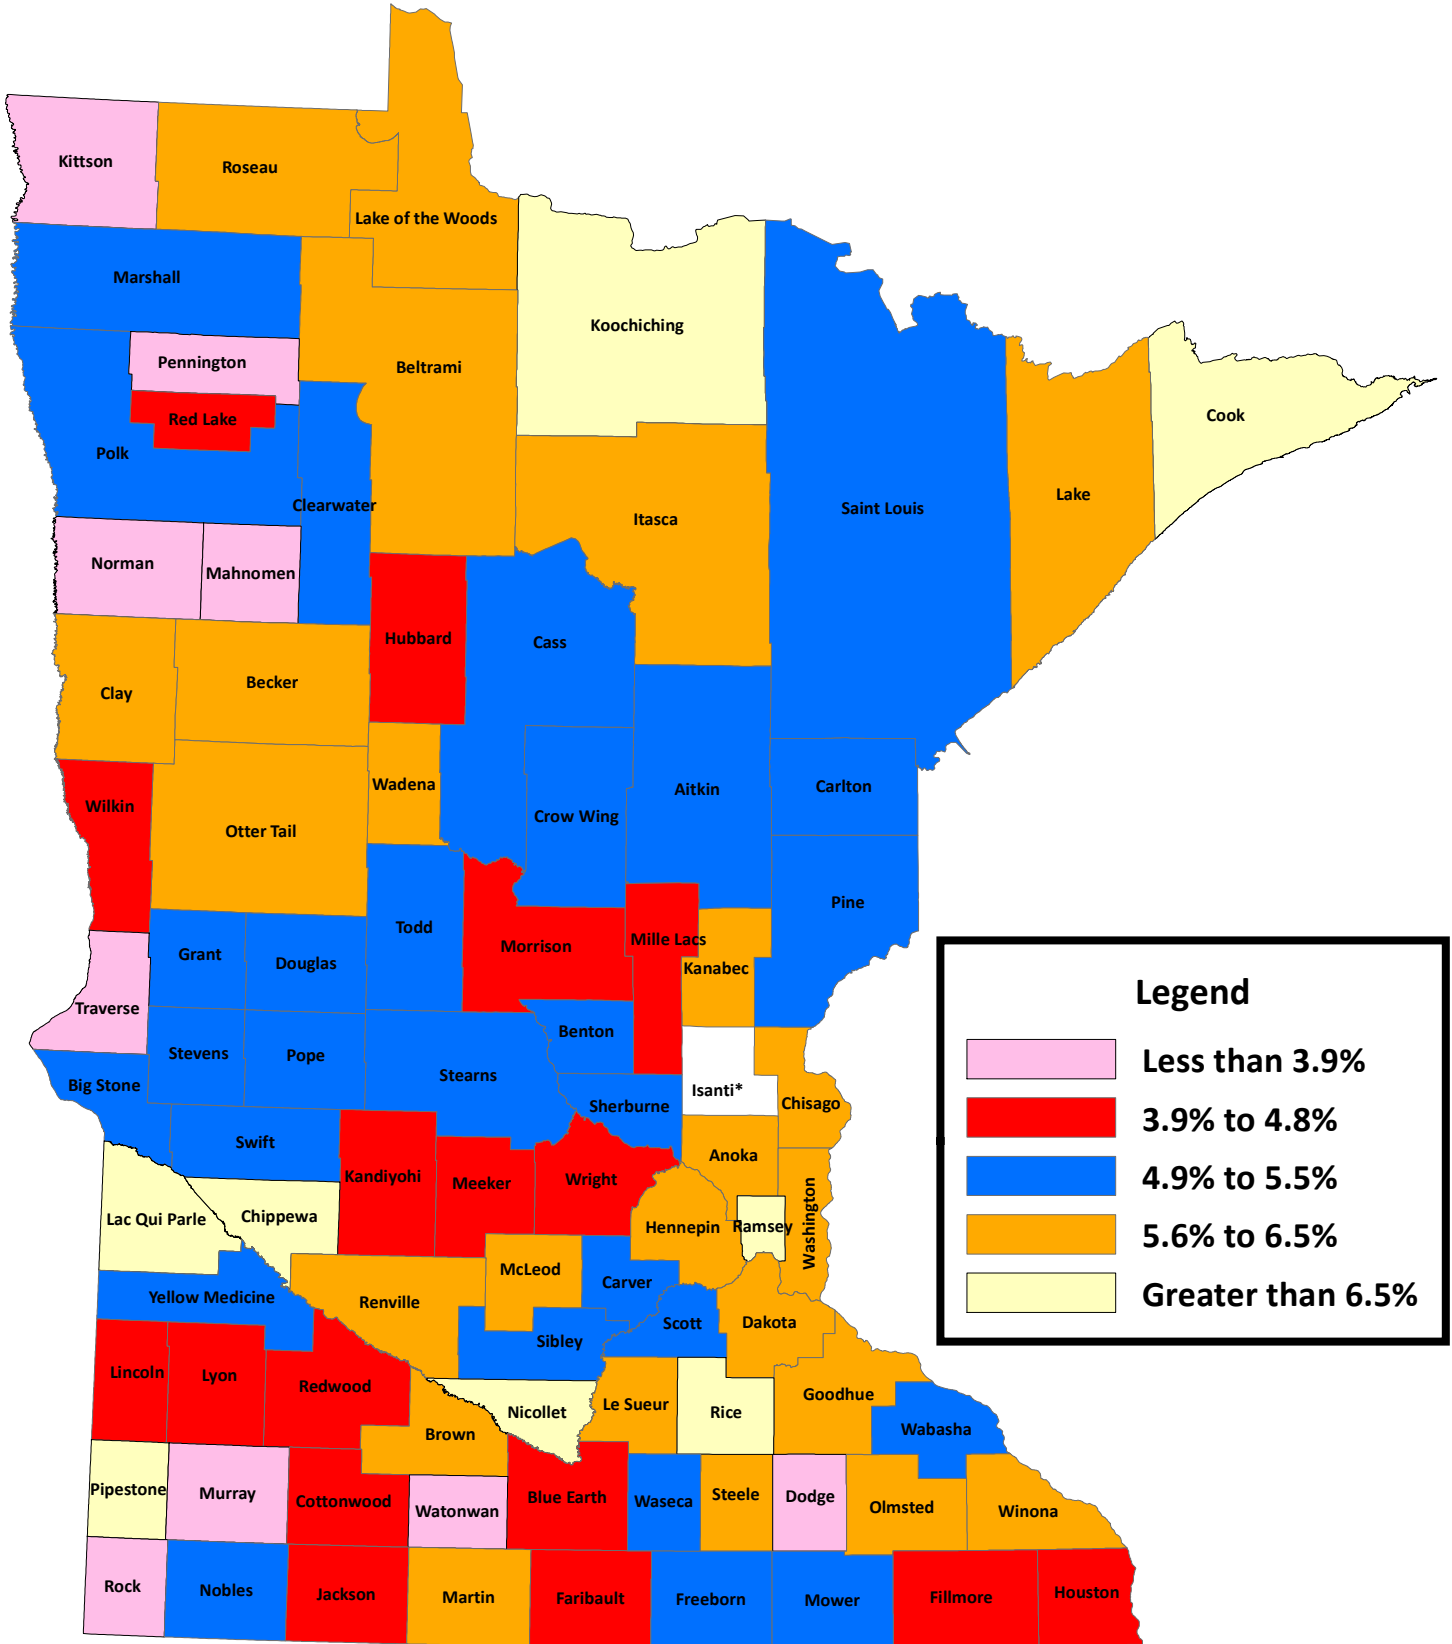 Kittson
Roseau
Lake of the Woods
Marshall
Koochiching
Pennington
Beltrami
Red Lake
Cook
Polk
Lake
Clearwater
Saint Louis
Itasca
Norman
Mahnomen
Hubbard
Cass
Becker
Clay
Wadena
Carlton
Aitkin
Wilkin
Crow Wing
Otter Tail
Pine
Todd
Mille Lacs
Morrison
Grant
Douglas
Kanabec
Legend
Traverse
Benton
Stevens
Pope
Less than 3.9%
Stearns
Big Stone
Isanti*
Chisago
Sherburne
3.9% to 4.8%
Swift
Anoka
Kandiyohi
4.9% to 5.5%
Wright
Meeker
Chippewa
Lac Qui Parle
Washington
Hennepin
Ramsey
5.6% to 6.5%
McLeod
Carver
Yellow Medicine
Greater than 6.5%
Renville
Scott
Dakota
Sibley
Lincoln
Lyon
Redwood
Goodhue
Le Sueur
Nicollet
Rice
Wabasha
Brown
Pipestone
Murray
Steele
Dodge
Blue Earth
Cottonwood
Waseca
Olmsted
Watonwan
Winona
Rock
Nobles
Houston
Jackson
Martin
Faribault
Fillmore
Freeborn
Mower